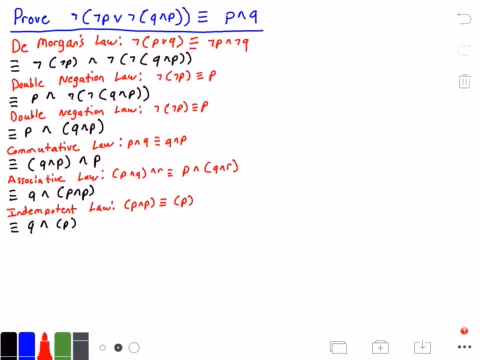 Prove ¬(¬p∨¬(q∧p)) ≡ p∧q
De Morgan's Law: ¬(p∨q) ≡ ¬p∧¬q
≡ ¬(¬p) ∧ ¬(¬(q∧p))
Double Negation Law: ¬(¬p) ≡ p
≡ p ∧ ¬(¬(q∧p))
Double Negation Law: ¬(¬p) ≡ p
≡ p ∧ (q∧p)
Commutative Law: p∧q ≡ q∧p
≡ (q∧p) ∧ p
Associative Law: (p∧q)∧r ≡ p∧(q∧r)
≡ q ∧ (p∧p)
Indempotent Law: (p∧p) ≡ (p)
≡ q ∧ (p)